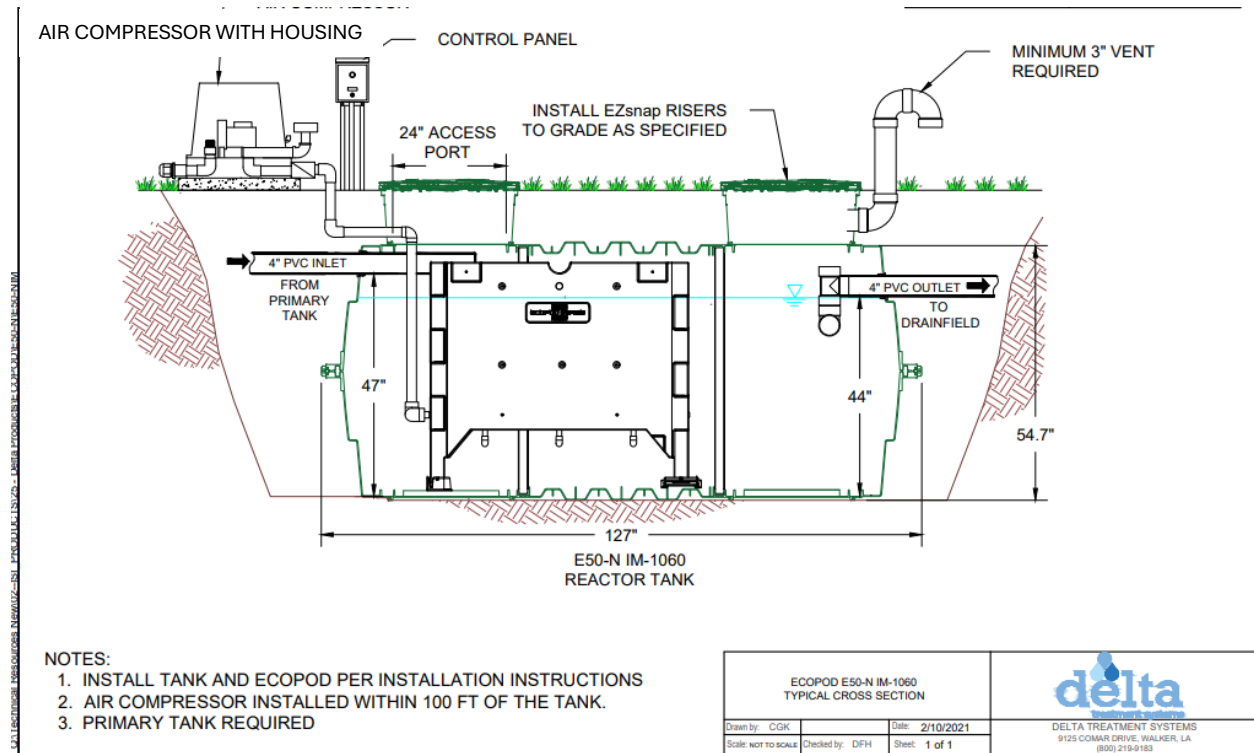 AIR COMPRESSOR WITH HOUSING
CONTROL PANEL
MINIMUM 3" VENT
REQUIRED
INSTALL EZsnap RISERS
TO GRADE AS SPECIFIED
24" ACCESS
PORT
4" PVC INLET
FROM
PRIMARY
TANK
4" PVC OUTLET
TO
DRAINFIELD
47"
44"
54.7"
127"
E50-N IM-1060
REACTOR TANK
NOTES:
1. INSTALL TANK AND ECOPOD PER INSTALLATION INSTRUCTIONS
2. AIR COMPRESSOR INSTALLED WITHIN 100 FT OF THE TANK.
3. PRIMARY TANK REQUIRED
ECOPOD E50-N IM-1060
TYPICAL CROSS SECTION
Drawn by: CGK
Date: 2/10/2021
Scale: NOT TO SCALE
Checked by: DFH
Sheet: 1 of 1
delta
treatment systems
DELTA TREATMENT SYSTEMS
9125 COMAR DRIVE, WALKER, LA
(800) 219-9183